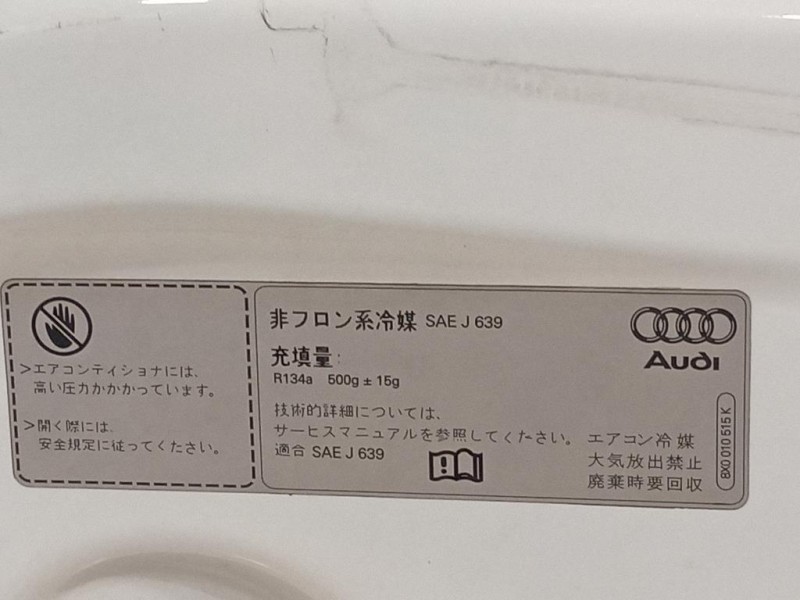 >エアコンディショナには、
高い圧力がかかっています。
>開く際には
安全規定に従ってください。
非フロン系冷媒 SAE J 639
充填量:
R134a 500g ± 15g
技術的詳細については、
サービスマニュアルを参照してください。
適合 SAE J 639
Audi
エアコン冷媒
大気放出禁止
廃棄時要回収
8X0 010 515 K